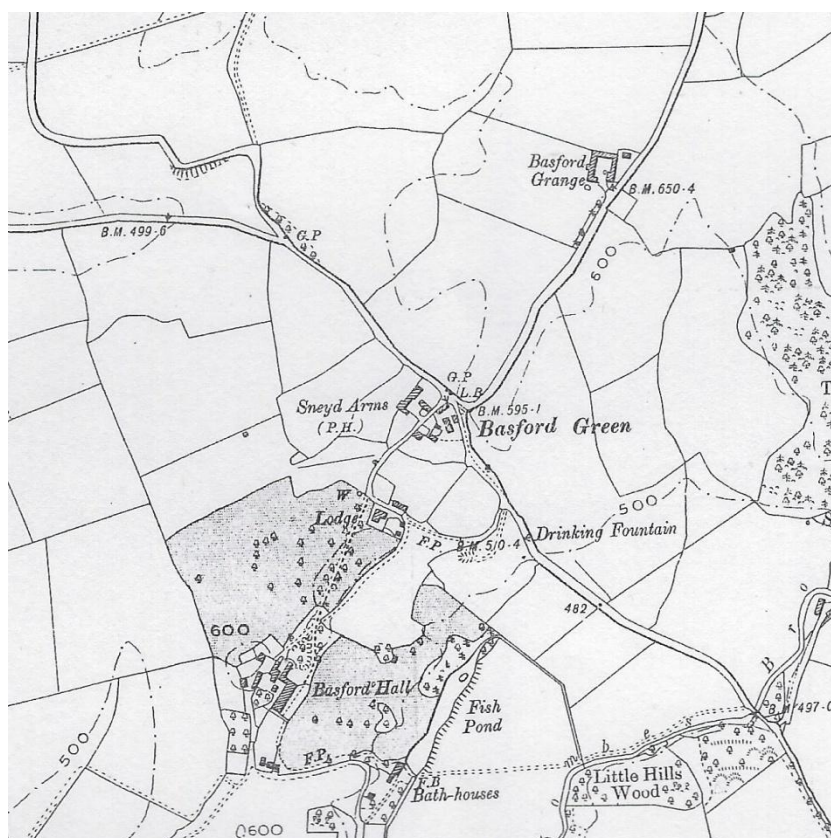 Basford
Grange
B.M. 650·4
B.M. 499·6
G.P
600
G.P
L.B
B.M. 595·1
Sneyd Arms
(P.H.)
Basford Green
W
Lodge
F.P.
B.M. 510·4
500
Drinking Fountain
482
600
Basford Hall
Fish
Pond
B.M. 497·0
500
F.P.
F.B
Bath-houses
Little Hills
Wood
600